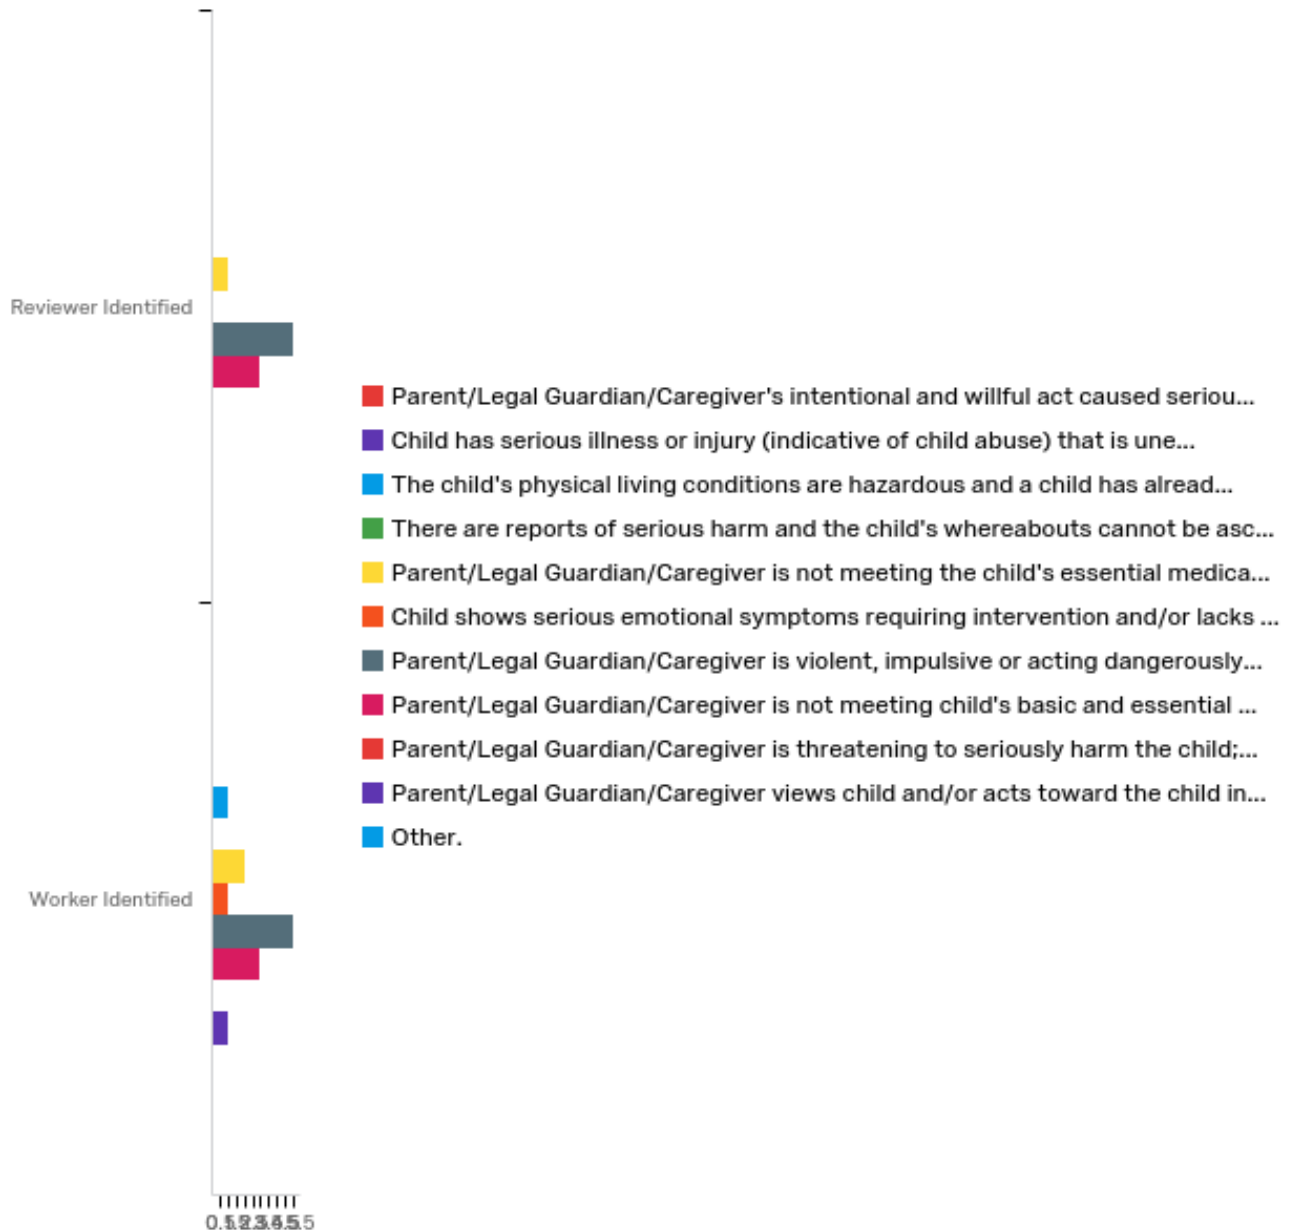 Reviewer Identified
Parent/Legal Guardian/Caregiver's intentional and willful act caused seriou...
Child has serious illness or injury (indicative of child abuse) that is une...
The child's physical living conditions are hazardous and a child has alread...
There are reports of serious harm and the child's whereabouts cannot be asc...
Parent/Legal Guardian/Caregiver is not meeting the child's essential medica...
Child shows serious emotional symptoms requiring intervention and/or lacks ...
Parent/Legal Guardian/Caregiver is violent, impulsive or acting dangerously...
Parent/Legal Guardian/Caregiver is not meeting child's basic and essential ...
Parent/Legal Guardian/Caregiver is threatening to seriously harm the child;...
Parent/Legal Guardian/Caregiver views child and/or acts toward the child in...
Other.
Worker Identified